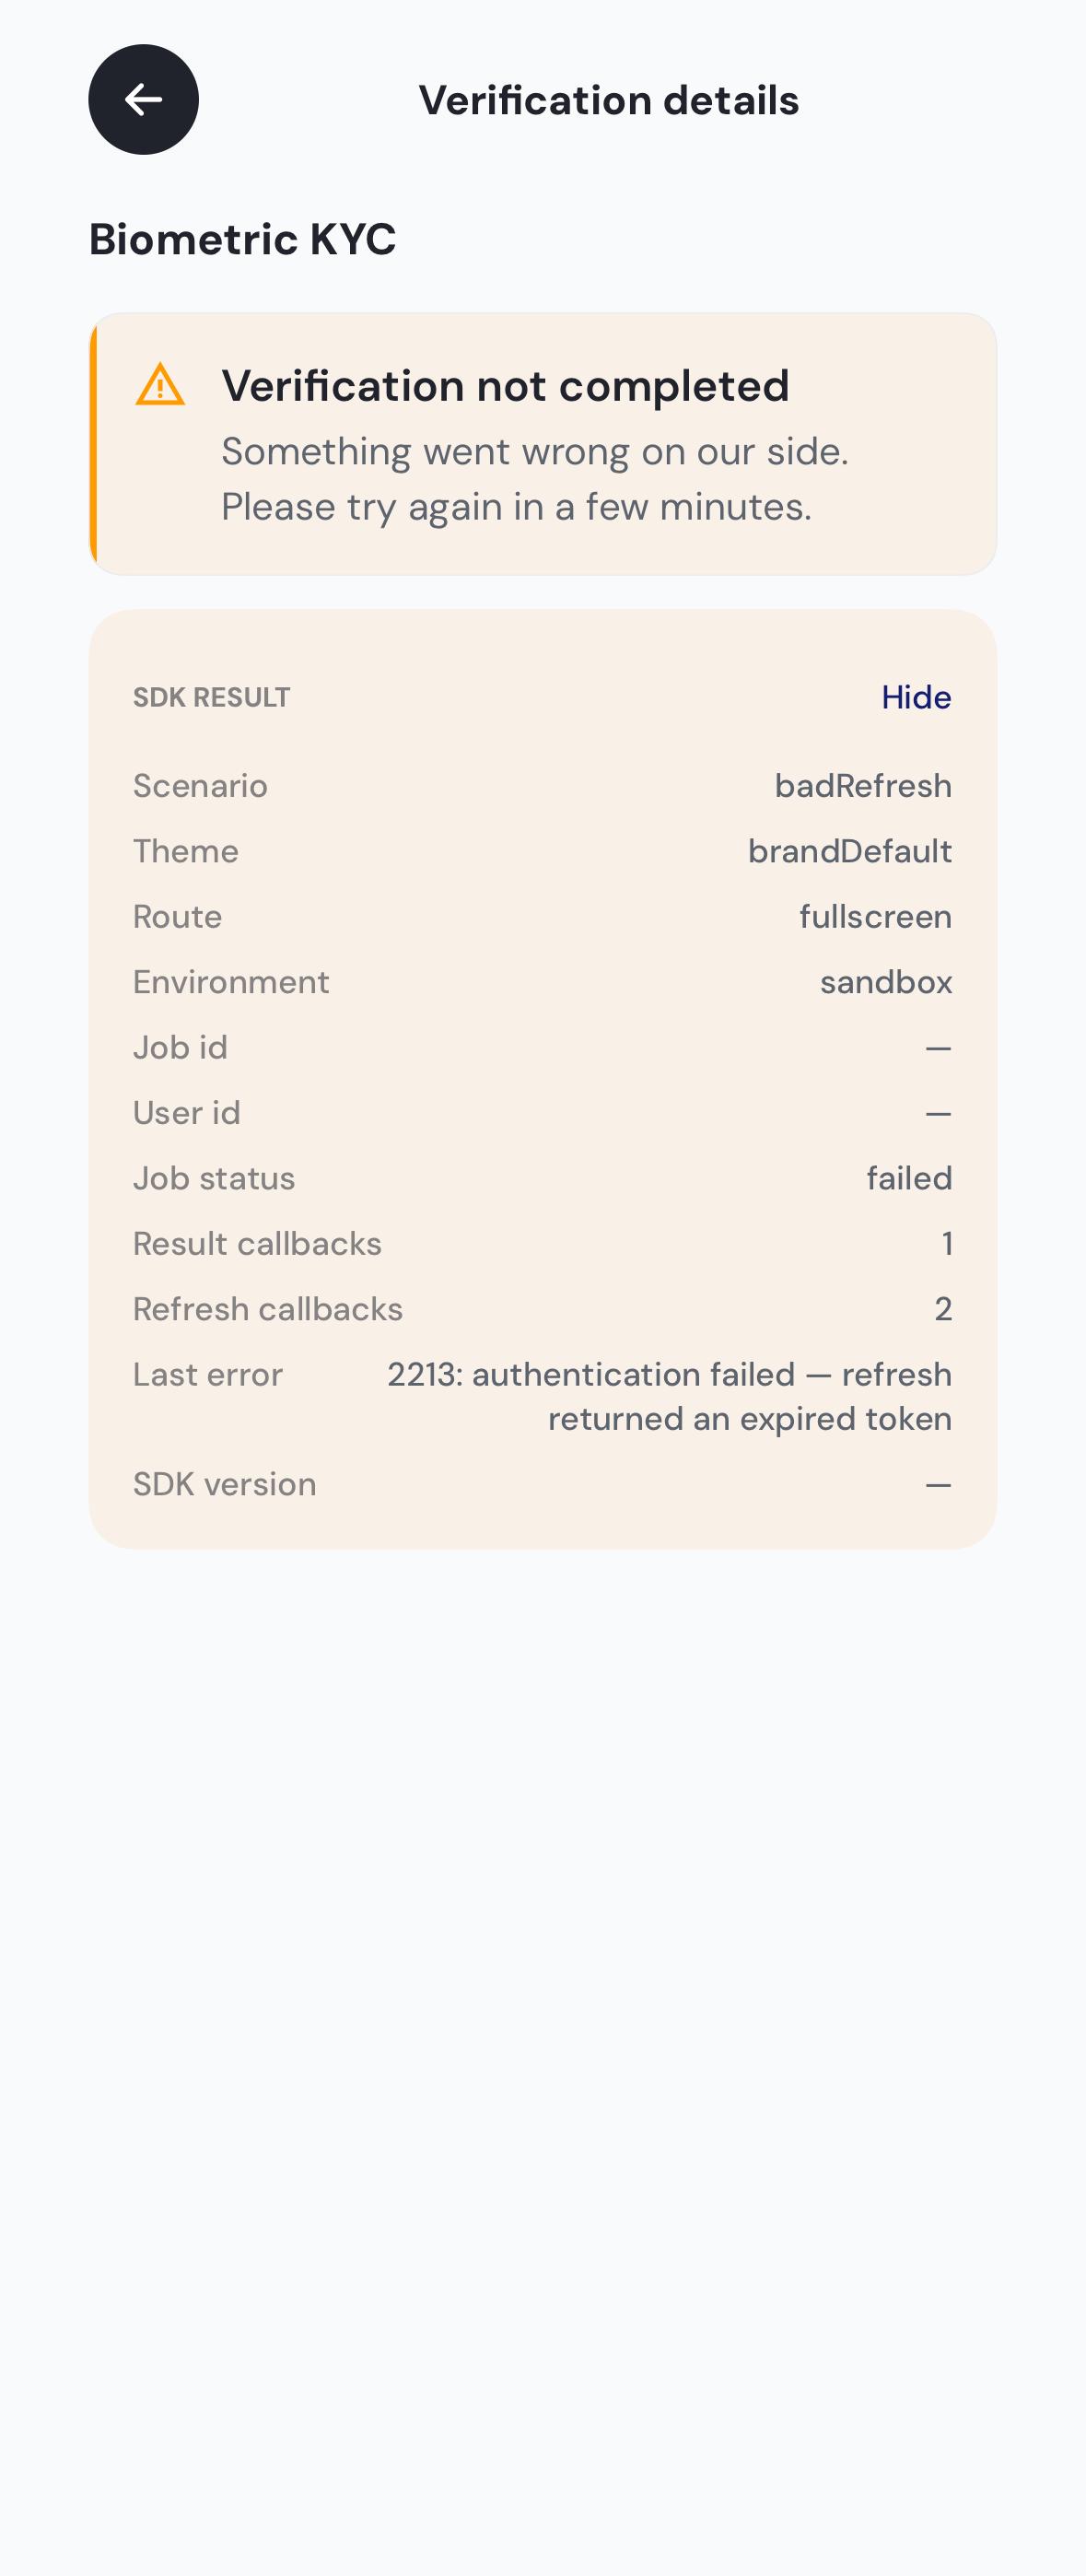 Verification details
Biometric KYC
Verification not completed
Something went wrong on our side.
Please try again in a few minutes.
SDK RESULT Hide
Scenario badRefresh
Theme brandDefault
Route fullscreen
Environment sandbox
Job id —
User id —
Job status failed
Result callbacks 1
Refresh callbacks 2
Last error 2213: authentication failed — refresh
returned an expired token
SDK version —